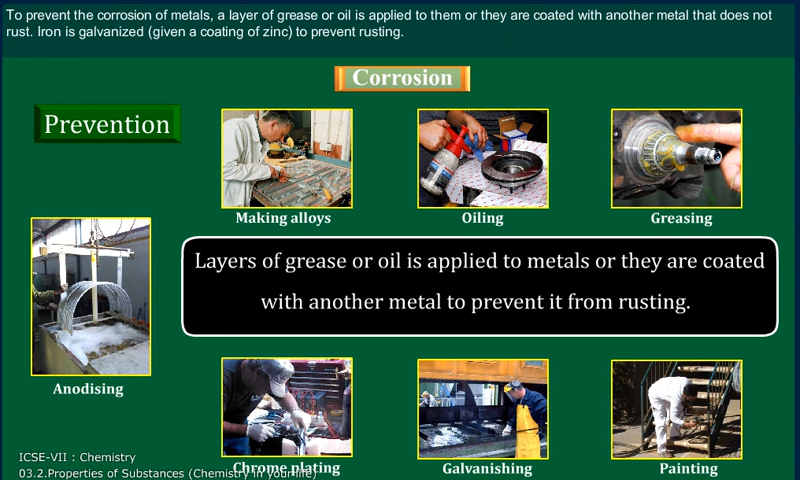 To prevent the corrosion of metals, a layer of grease or oil is applied to them or they are coated with another metal that does not
rust. Iron is galvanized (given a coating of zinc) to prevent rusting.
Corrosion
Prevention
Making alloys
Oiling
Greasing
Layers of grease or oil is applied to metals or they are coated
with another metal to prevent it from rusting.
Anodising
Chrome plating
Galvanishing
Painting
ICSE-VII : Chemistry
03.2.Properties of Substances (Chemistry in your life)